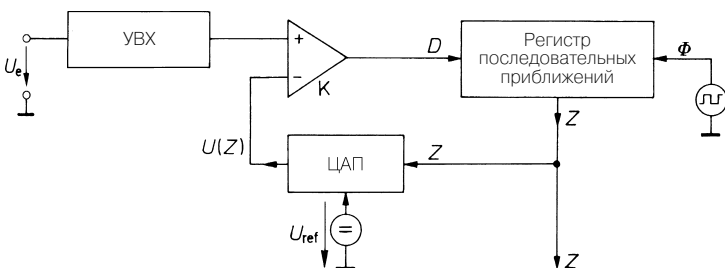 УВХ
U_e
+
−
K
D
Регистр
последовательных
приближений
Φ
Z
U(Z)
ЦАП
Z
U_ref
=
Z